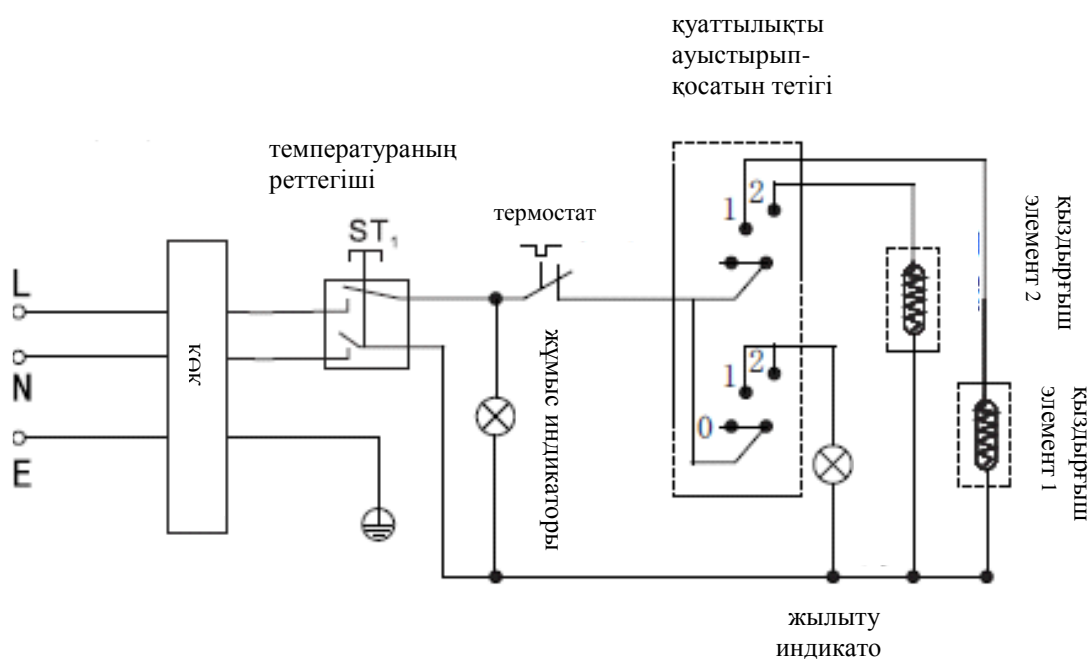 қуаттылықты
ауыстырып-
қосатын тетігі
температураның
реттегіші
термостат
ST₁
L
N
E
көк
жұмыс индикаторы
1
2
1
2
0
қыздырғыш
элемент 2
қыздырғыш
элемент 1
жылыту
индикато